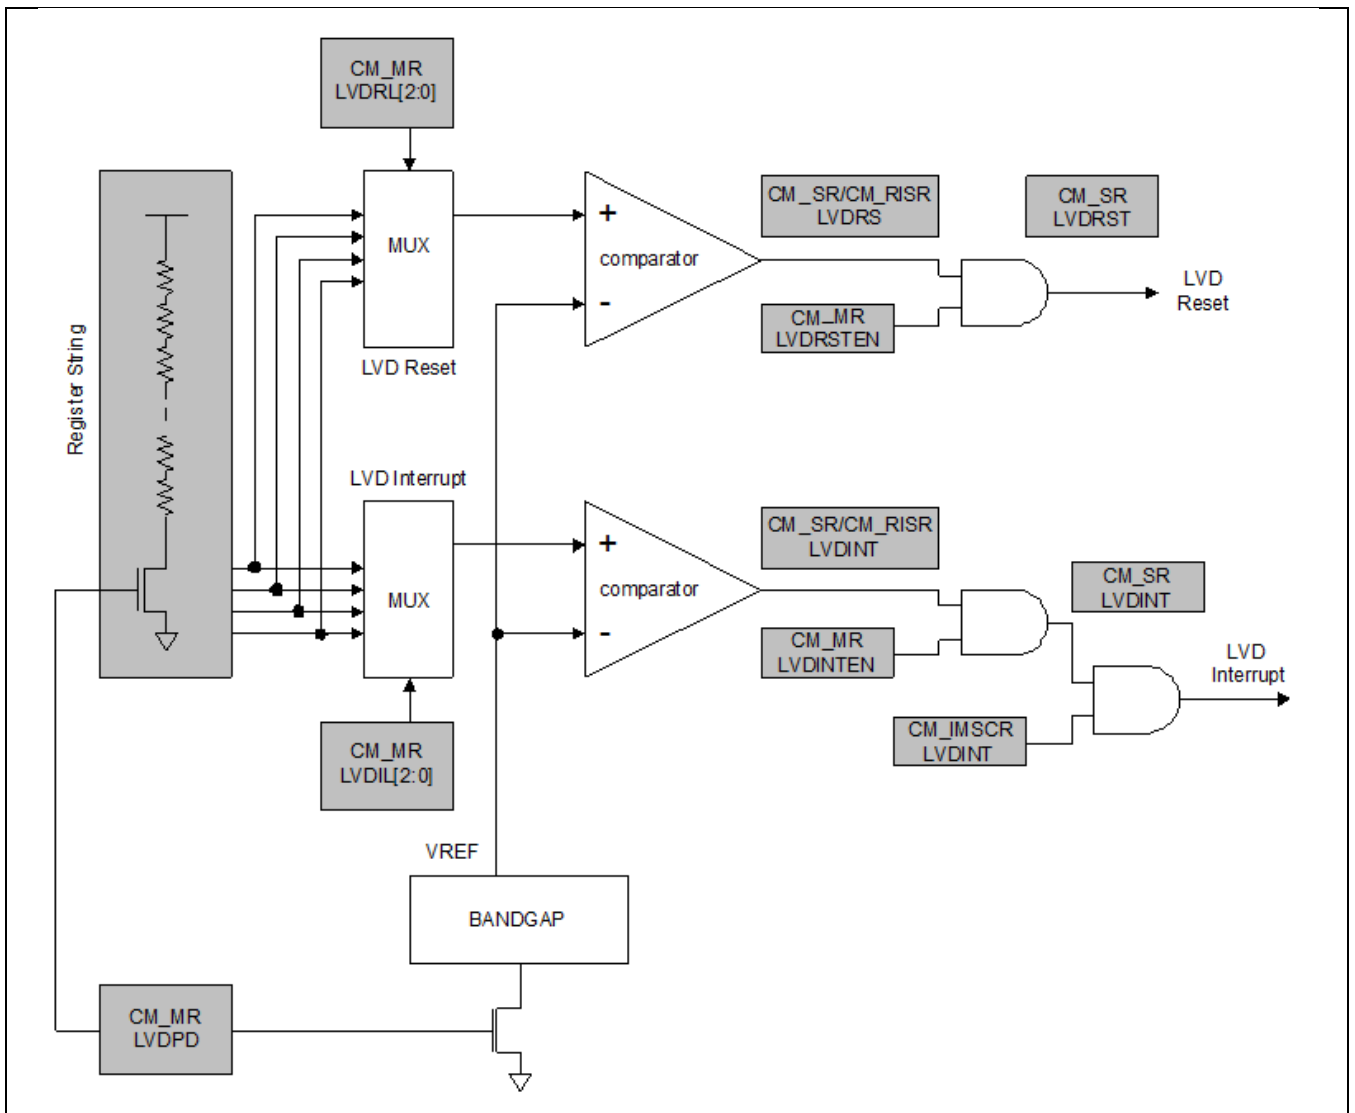 CM_MR
LVDRL[2:0]
CM_SR/CM_RISR
LVDRS
CM_SR
LVDRST
+
MUX
comparator
-
LVD
Reset
CM_MR
LVDRSTEN
Register String
LVD Reset
LVD Interrupt
CM_SR/CM_RISR
LVDINT
+
MUX
comparator
-
CM_SR
LVDINT
CM_MR
LVDINTEN
LVD
Interrupt
CM_IMSCR
LVDINT
CM_MR
LVDIL[2:0]
VREF
BANDGAP
CM_MR
LVDPD